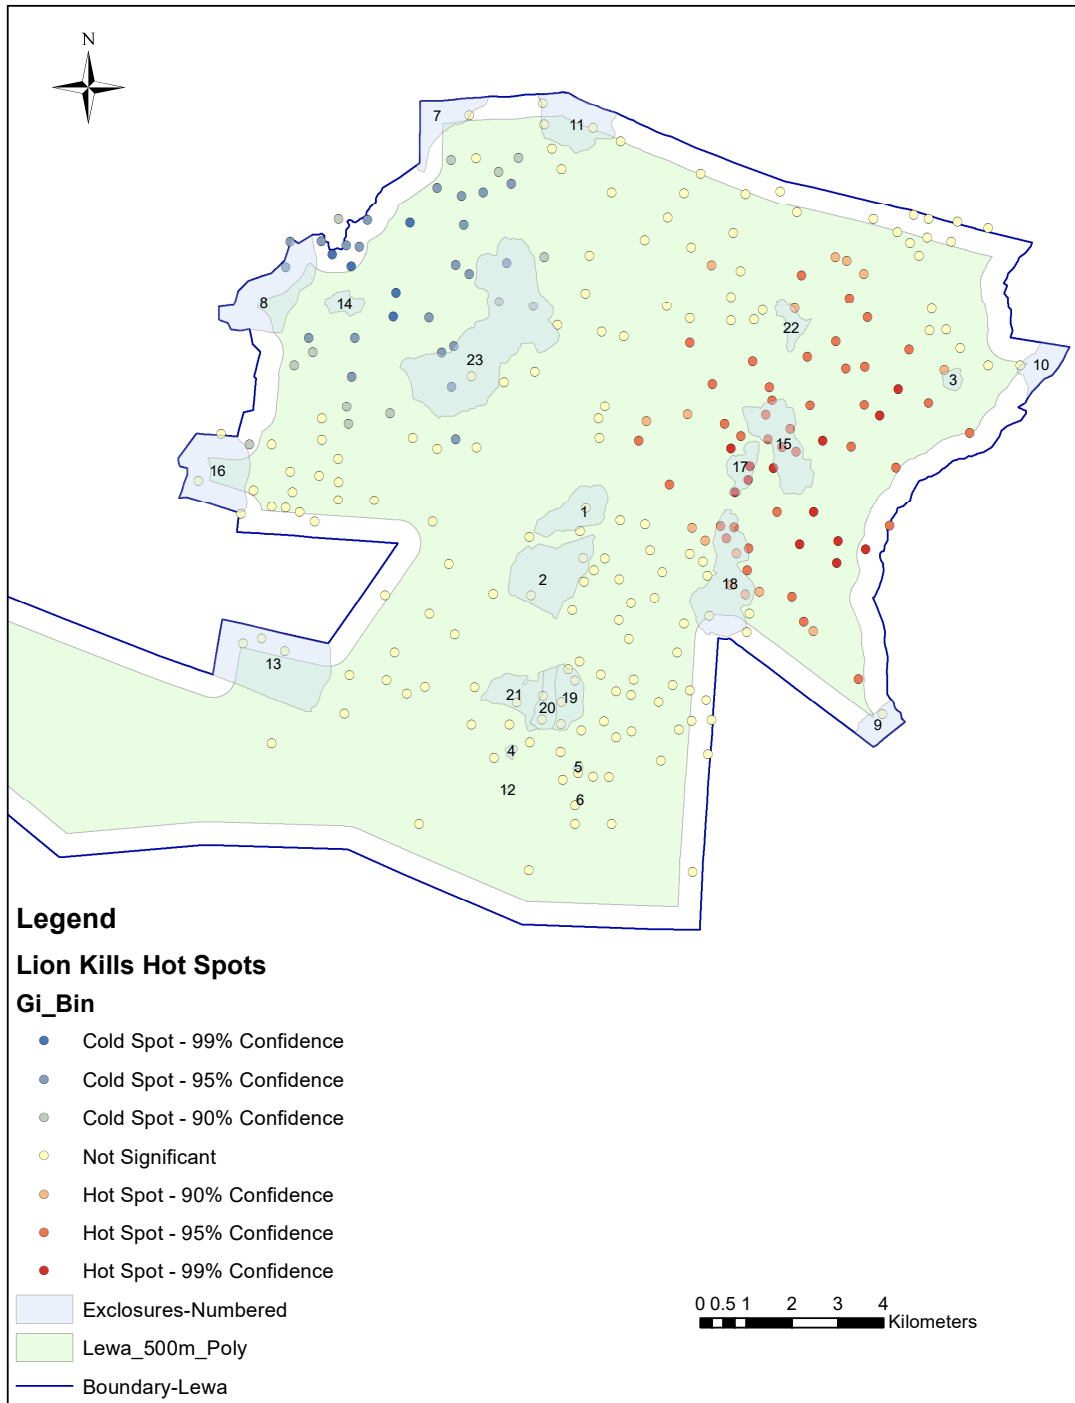 N
7
11
8
14
22
23
10
3
15
16
17
1
2
18
13
21
19
20
9
4
5
12
6
Legend
Lion Kills Hot Spots
Gi_Bin
Cold Spot - 99% Confidence
Cold Spot - 95% Confidence
Cold Spot - 90% Confidence
Not Significant
Hot Spot - 90% Confidence
Hot Spot - 95% Confidence
Hot Spot - 99% Confidence
Exclosures-Numbered
Lewa_500m_Poly
Boundary-Lewa
0 0.5 1 2 3 4
Kilometers